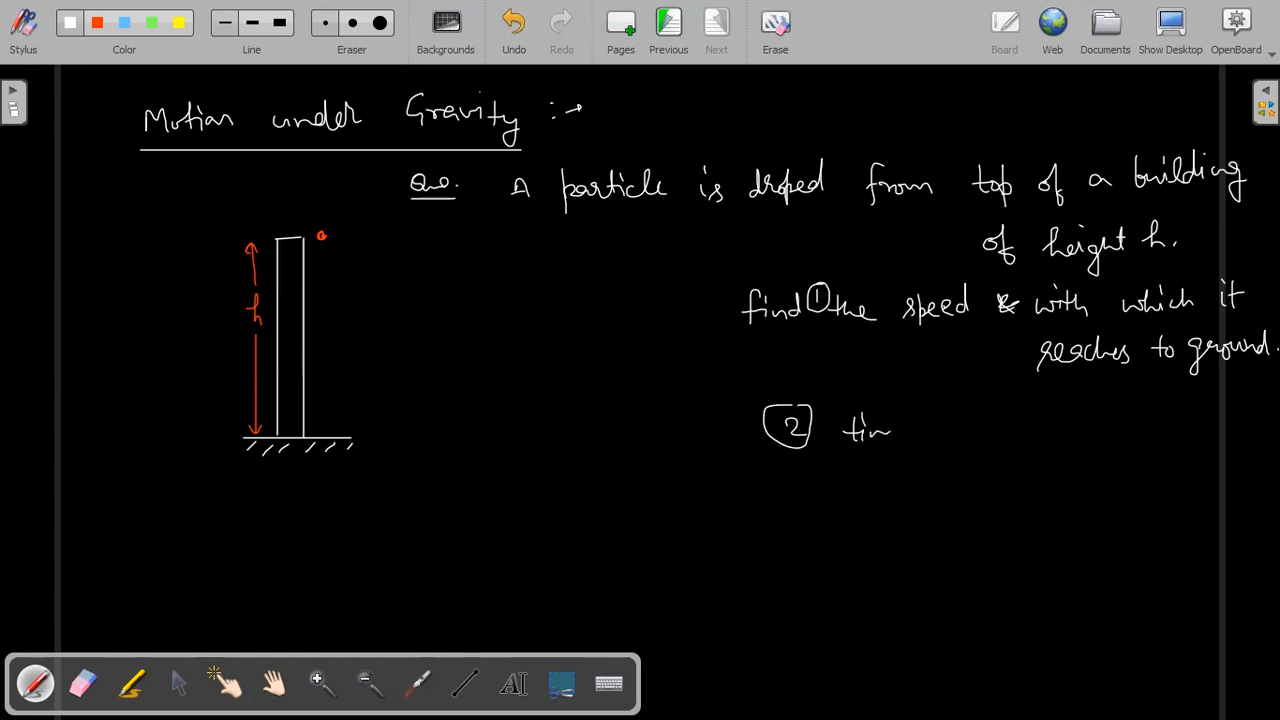 Stylus
Color
Line
Eraser
Backgrounds
Undo
Redo
Pages
Previous
Next
Erase
Board
Web
Documents
Show Desktop
OpenBoard
Motion under Gravity :→
Que. A particle is droped from top of a building
of height h.
find ① the speed with which it
reaches to ground.
h
② tim
AI